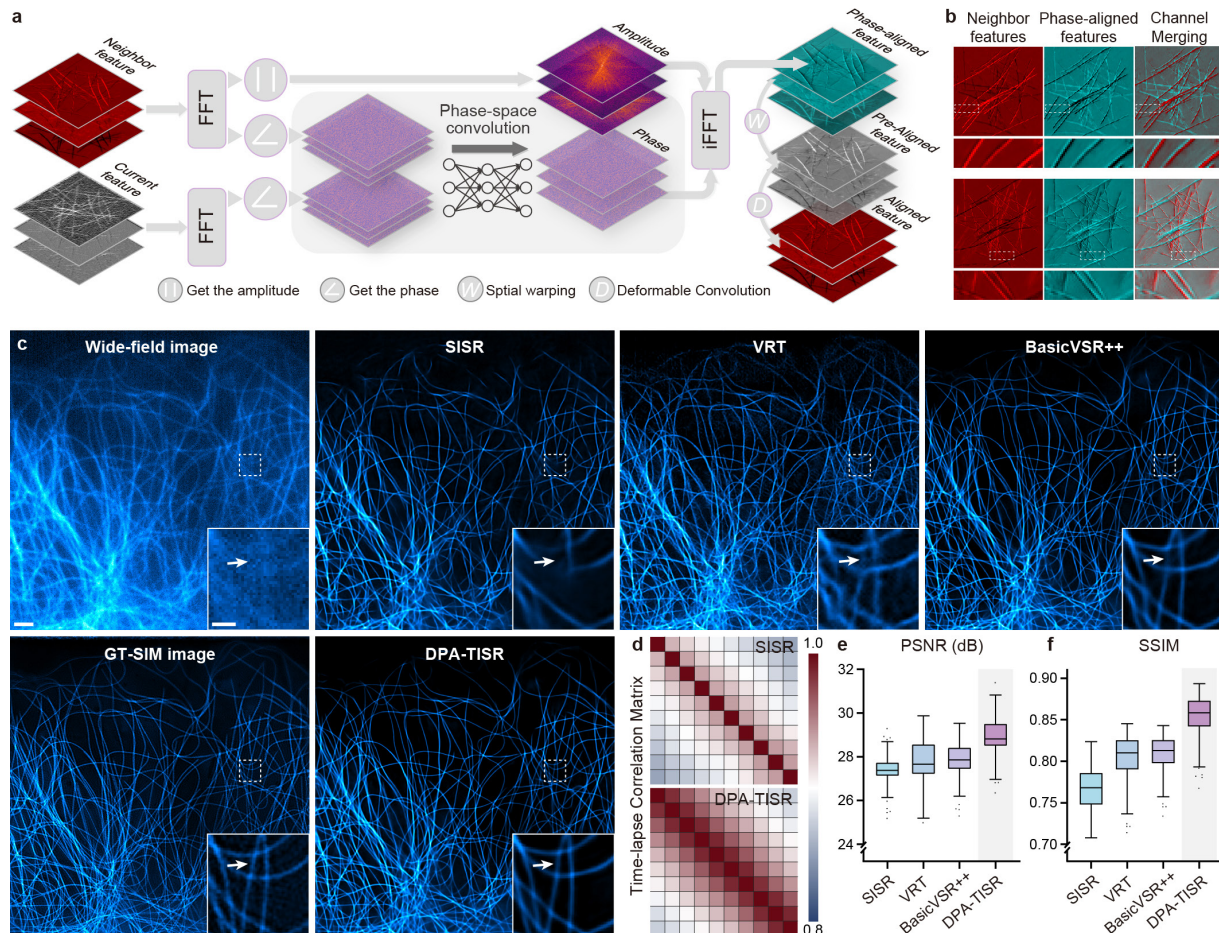 a
Neighbor
feature
Current
feature
FFT
FFT
Phase-space
convolution
Amplitude
Phase
iFFT
Phase-aligned
feature
W
Pre-Aligned
feature
D
Aligned
feature
Get the amplitude
Get the phase
W Sptial warping
D Deformable Convolution
b
Neighbor
features
Phase-aligned
features
Channel
Merging
c
Wide-field image
SISR
VRT
BasicVSR++
GT-SIM image
DPA-TISR
d
Time-lapse Correlation Matrix
SISR
DPA-TISR
1.0
0.8
e
PSNR (dB)
32
30
28
26
24
SISR
VRT
BasicVSR++
DPA-TISR
f
SSIM
0.90
0.85
0.80
0.75
0.70
SISR
VRT
BasicVSR++
DPA-TISR